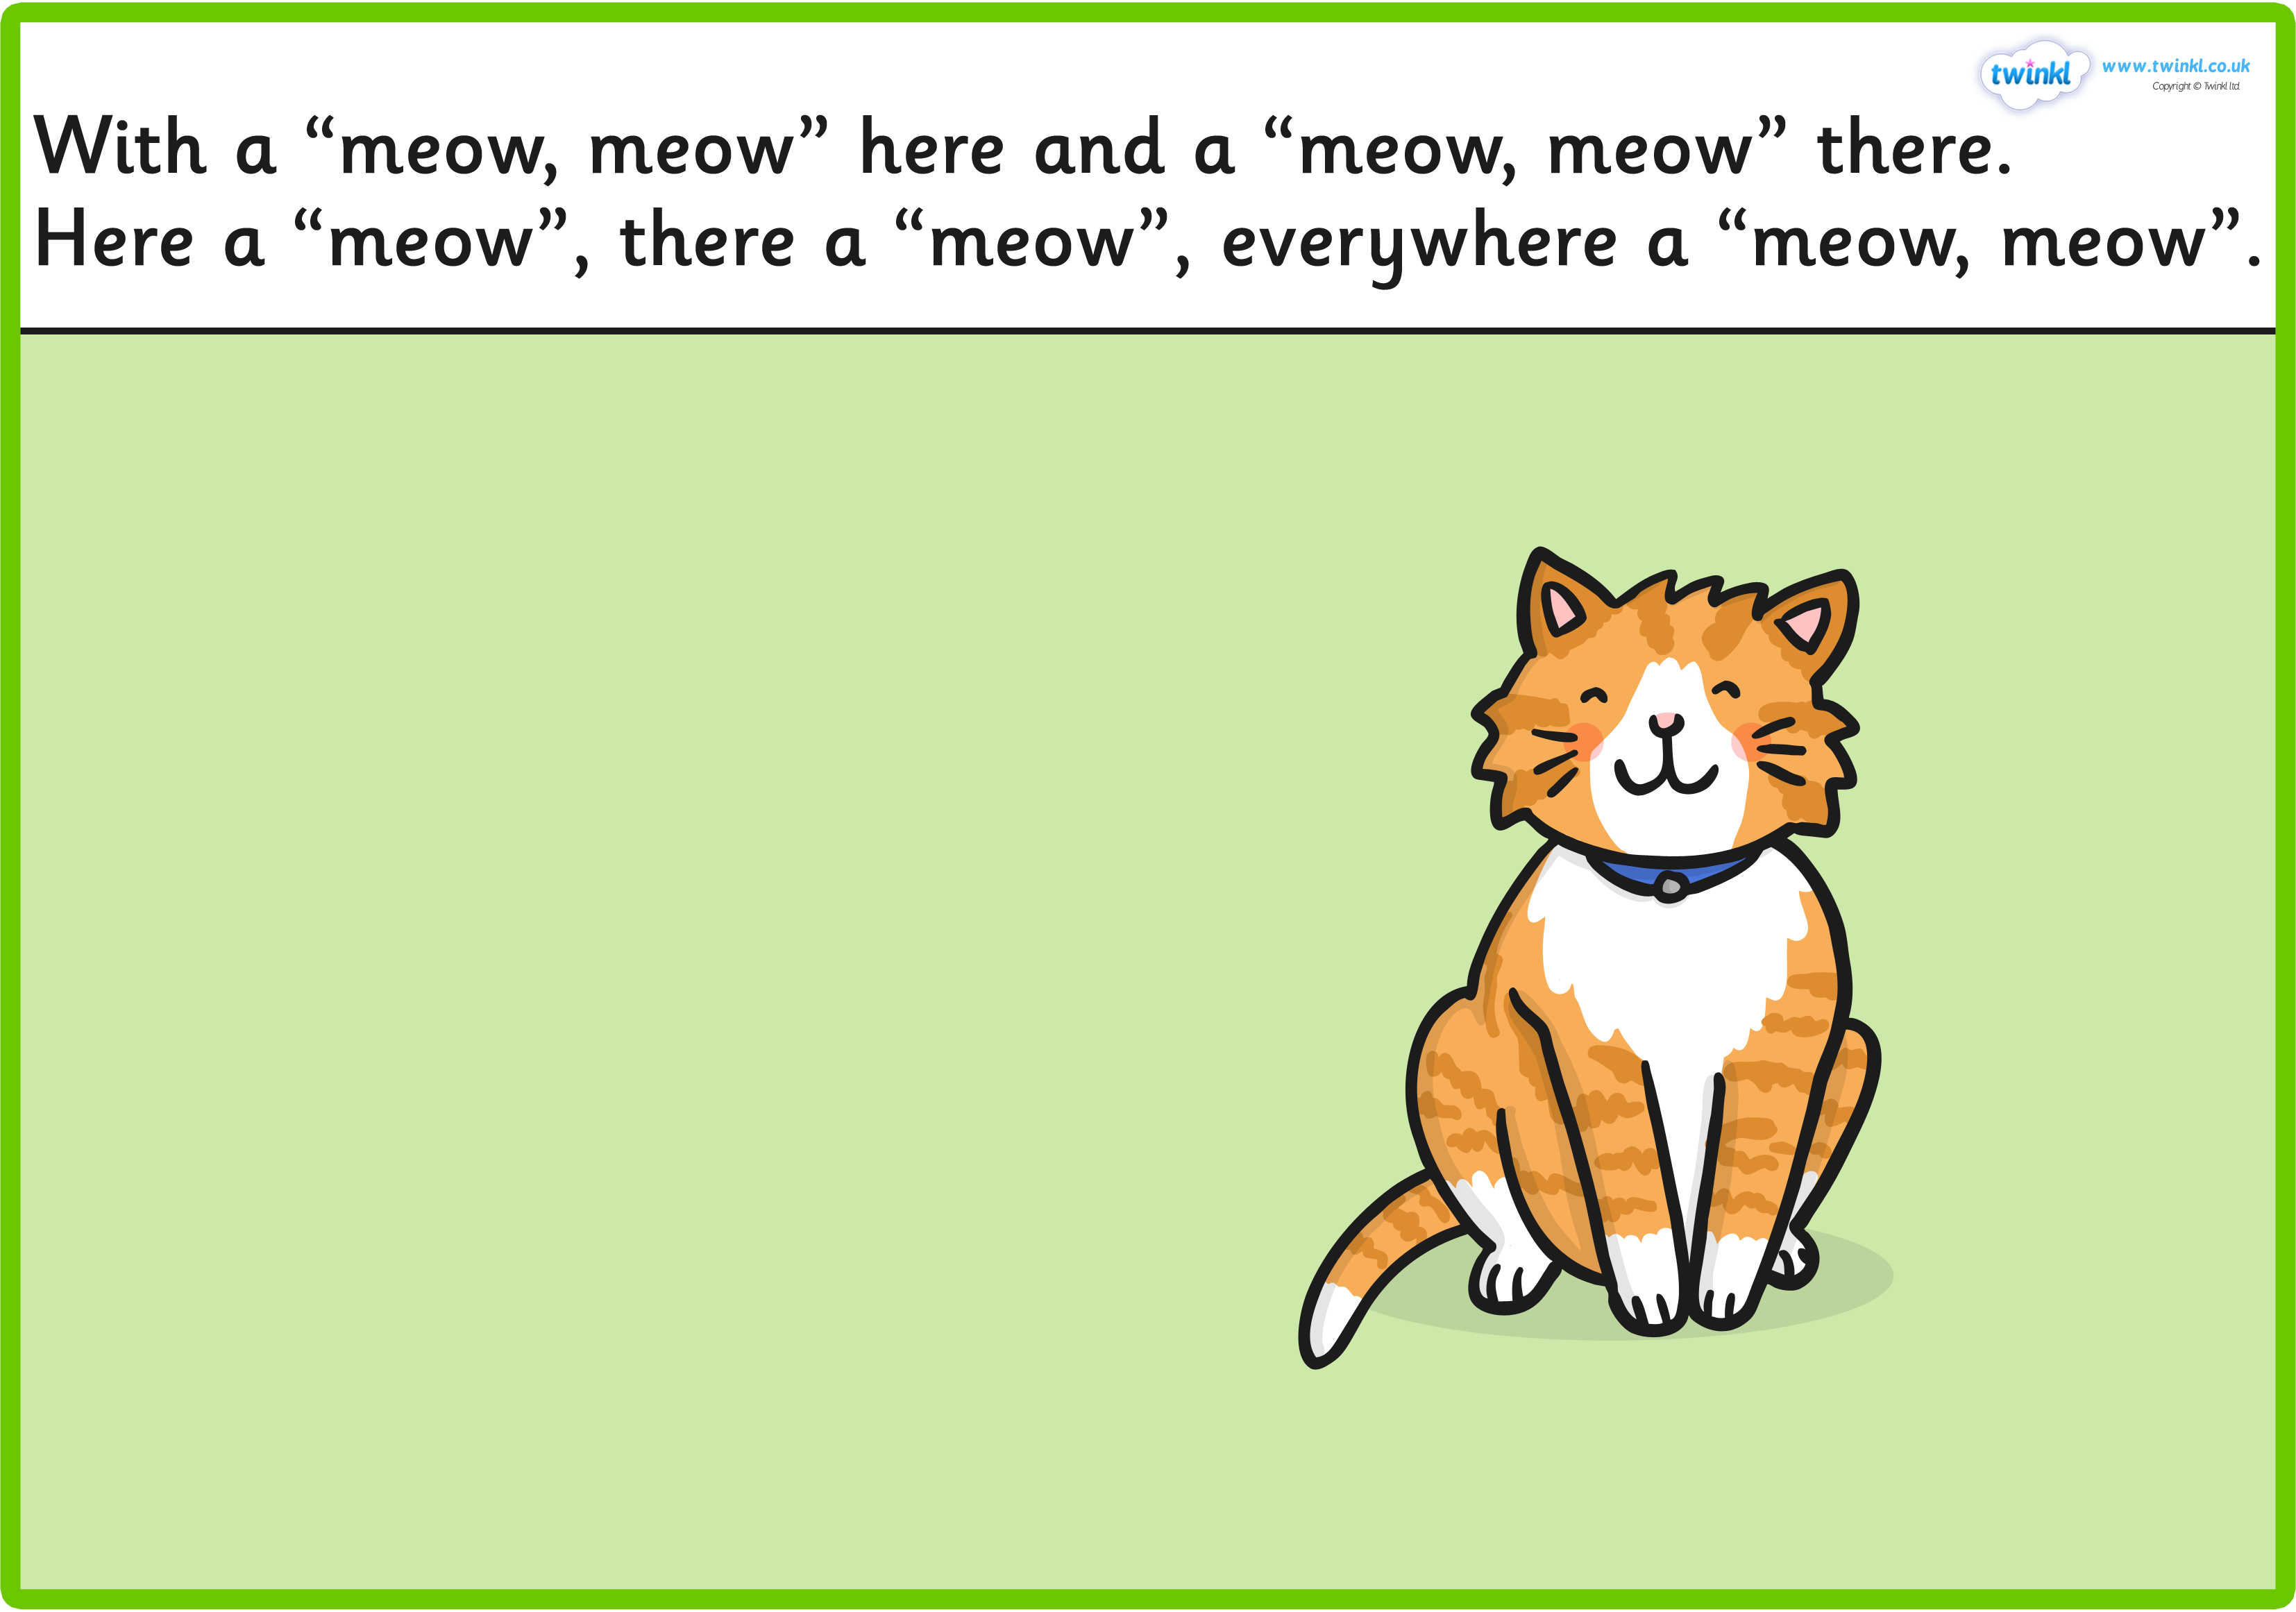 twinkl www.twinkl.co.uk
Copyright © Twinkl ltd.
With a “meow, meow” here and a “meow, meow” there.
Here a “meow”, there a “meow”, everywhere a “meow, meow”.